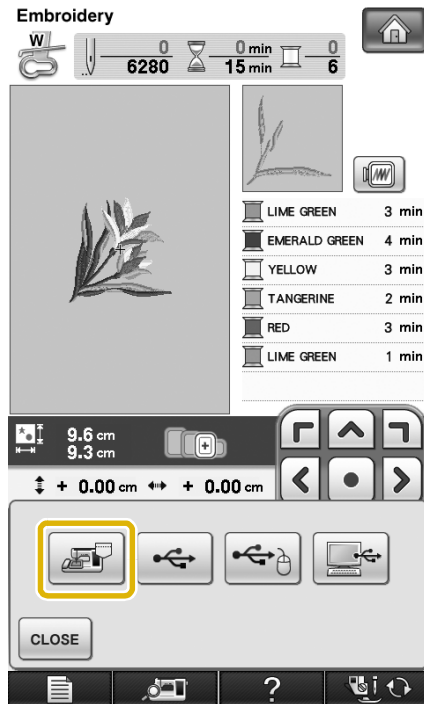 Embroidery
W
0 0 min 0
6280 15 min 6
LIME GREEN 3 min
EMERALD GREEN 4 min
YELLOW 3 min
TANGERINE 2 min
RED 3 min
LIME GREEN 1 min
9.6 cm
9.3 cm
+ 0.00 cm + 0.00 cm
CLOSE
?